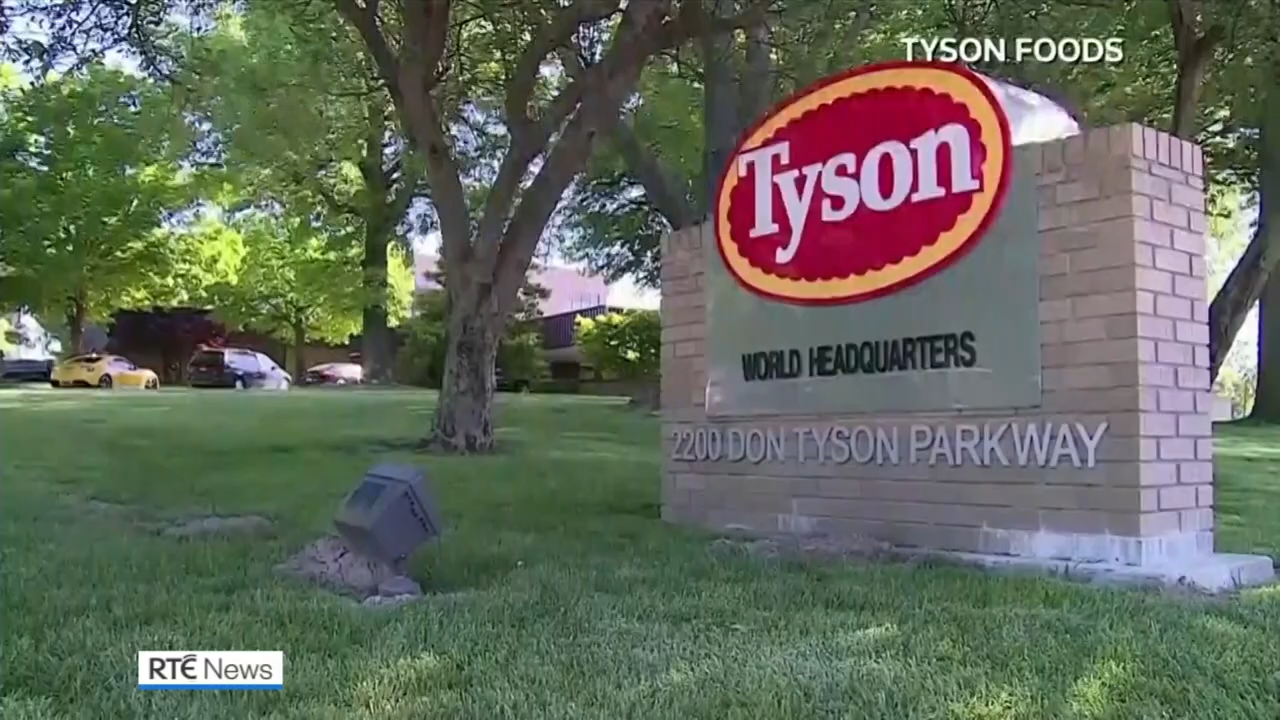 TYSON FOODS
Tyson
WORLD HEADQUARTERS
2200 DON TYSON PARKWAY
RTÉ News